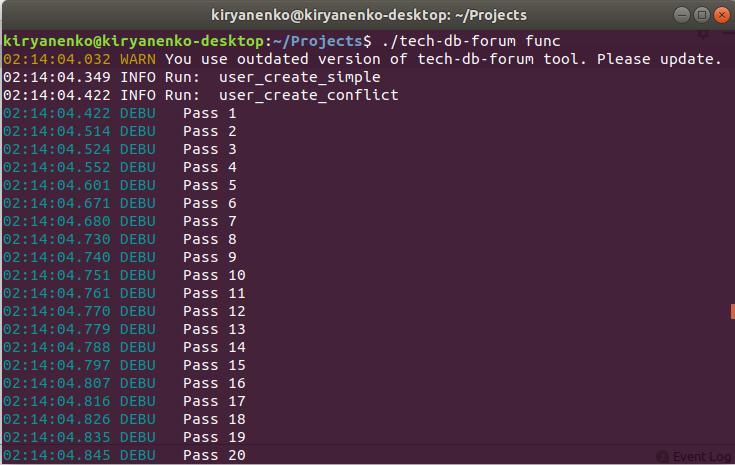 kiryanenko@kiryanenko-desktop: ~/Projects
kiryanenko@kiryanenko-desktop:~/Projects$ ./tech-db-forum func
02:14:04.032 WARN You use outdated version of tech-db-forum tool. Please update.
02:14:04.349 INFO Run:  user_create_simple
02:14:04.422 INFO Run:  user_create_conflict
02:14:04.422 DEBU   Pass 1
02:14:04.514 DEBU   Pass 2
02:14:04.524 DEBU   Pass 3
02:14:04.552 DEBU   Pass 4
02:14:04.601 DEBU   Pass 5
02:14:04.671 DEBU   Pass 6
02:14:04.680 DEBU   Pass 7
02:14:04.730 DEBU   Pass 8
02:14:04.740 DEBU   Pass 9
02:14:04.751 DEBU   Pass 10
02:14:04.761 DEBU   Pass 11
02:14:04.770 DEBU   Pass 12
02:14:04.779 DEBU   Pass 13
02:14:04.788 DEBU   Pass 14
02:14:04.797 DEBU   Pass 15
02:14:04.807 DEBU   Pass 16
02:14:04.816 DEBU   Pass 17
02:14:04.826 DEBU   Pass 18
02:14:04.835 DEBU   Pass 19
02:14:04.845 DEBU   Pass 20
Event Log